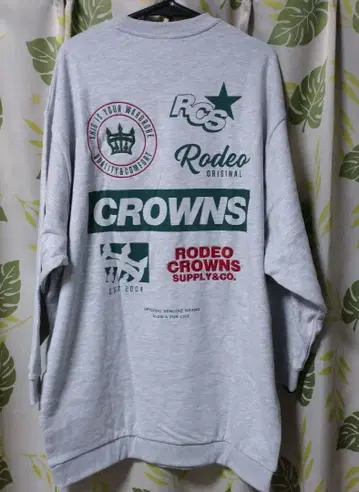 THIS IS YOUR WARDROBE
QUALITY&COMFORT
RCS
Rodeo
ORIGINAL
CROWNS
EST. 2004
RODEO
CROWNS
SUPPLY&CO.